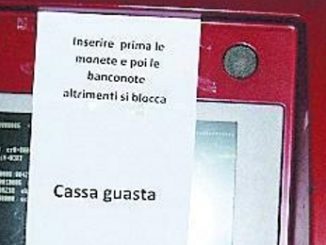 Inserire prima le
monete e poi le
banconote
altrimenti si blocca
Cassa guasta